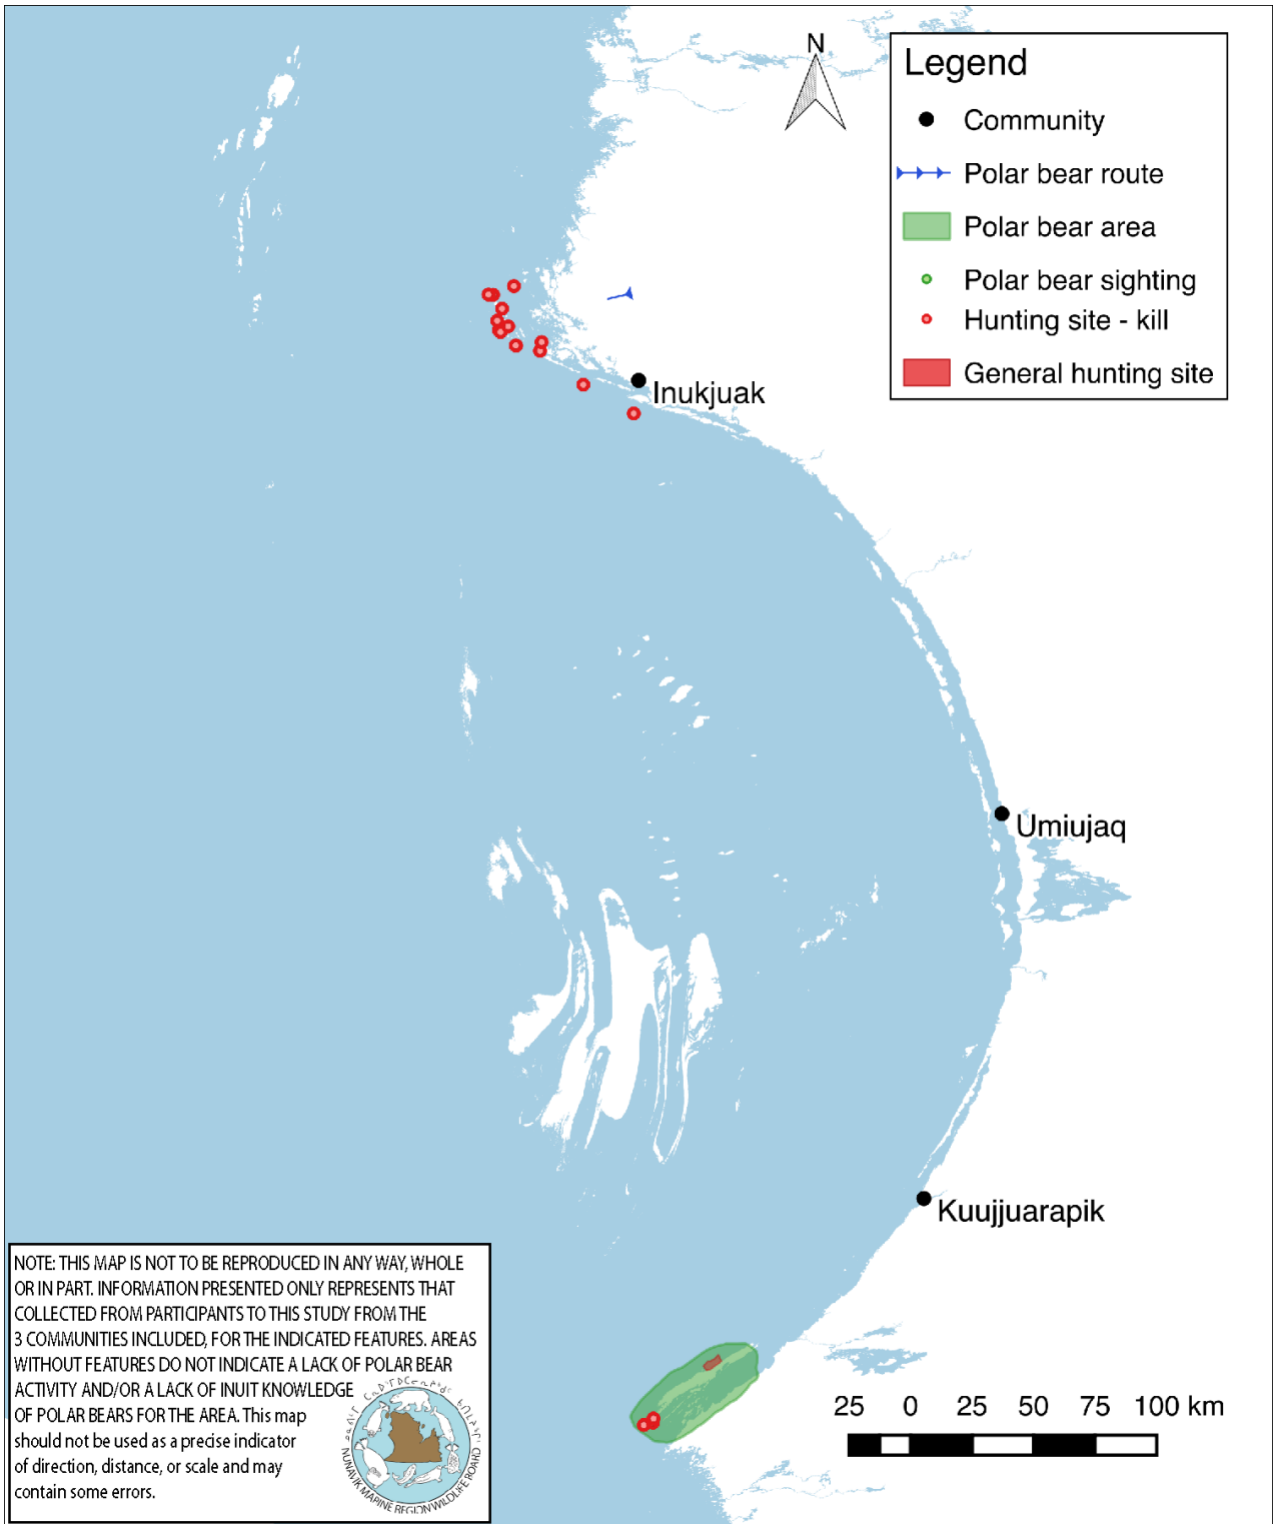 N
Legend
Community
Polar bear route
Polar bear area
Polar bear sighting
Hunting site - kill
General hunting site
Inukjuak
Umiujaq
Kuujjuarapik
NOTE: THIS MAP IS NOT TO BE REPRODUCED IN ANY WAY, WHOLE
OR IN PART. INFORMATION PRESENTED ONLY REPRESENTS THAT
COLLECTED FROM PARTICIPANTS TO THIS STUDY FROM THE
3 COMMUNITIES INCLUDED, FOR THE INDICATED FEATURES. AREAS
WITHOUT FEATURES DO NOT INDICATE A LACK OF POLAR BEAR
ACTIVITY AND/OR A LACK OF INUIT KNOWLEDGE
OF POLAR BEARS FOR THE AREA. This map
should not be used as a precise indicator
of direction, distance, or scale and may
contain some errors.
NUNAVIK MARINE REGION WILDLIFE BOARD
25 0 25 50 75 100 km